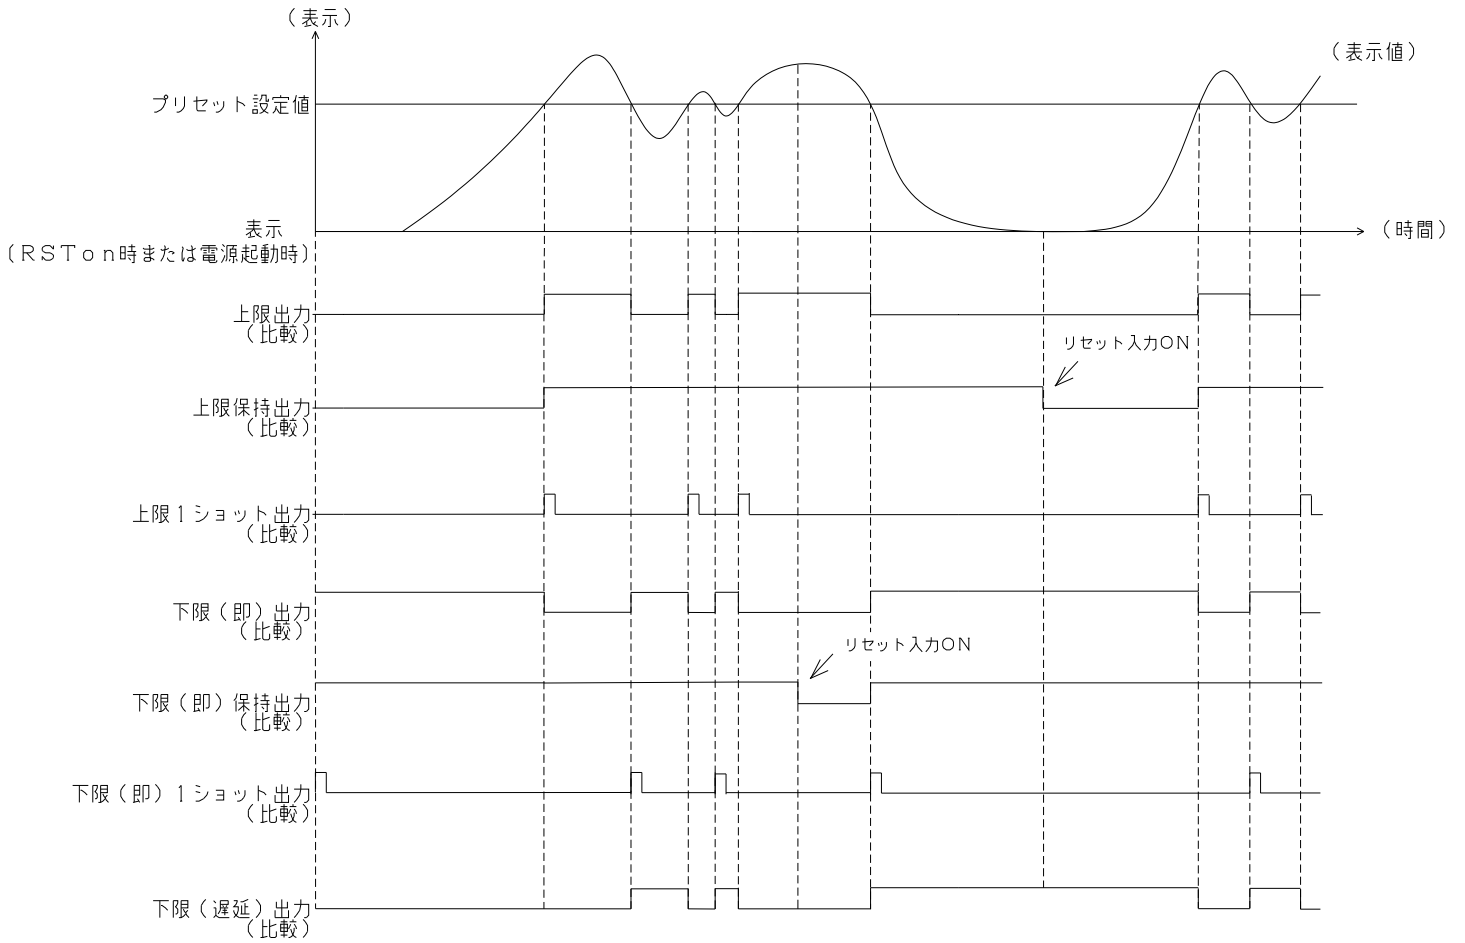 （表示）
（表示値）
プリセット設定値
表示
（時間）
（ＲＳＴｏｎ時または電源起動時）
上限出力
（比較）
リセット入力ON
上限保持出力
（比較）
上限１ショット出力
（比較）
下限（即）出力
（比較）
リセット入力ON
下限（即）保持出力
（比較）
下限（即）１ショット出力
（比較）
下限（遅延）出力
（比較）